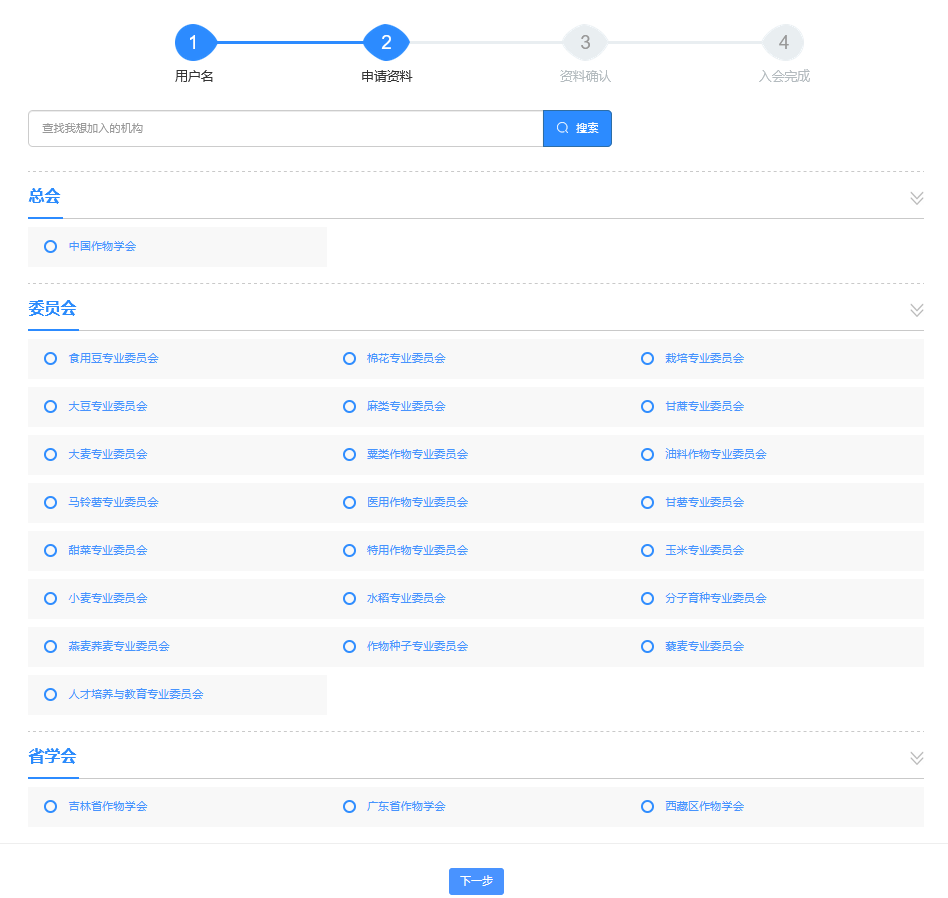 1 2 3 4
用户名 申请资料 资料确认 入会完成
查找我想加入的机构 搜索
总会
中国作物学会
委员会
食用豆专业委员会 棉花专业委员会 栽培专业委员会
大豆专业委员会 麻类专业委员会 甘蔗专业委员会
大麦专业委员会 粟类作物专业委员会 油料作物专业委员会
马铃薯专业委员会 医用作物专业委员会 甘薯专业委员会
甜菜专业委员会 特用作物专业委员会 玉米专业委员会
小麦专业委员会 水稻专业委员会 分子育种专业委员会
燕麦荞麦专业委员会 作物种子专业委员会 藜麦专业委员会
人才培养与教育专业委员会
省学会
吉林省作物学会 广东省作物学会 西藏区作物学会
下一步